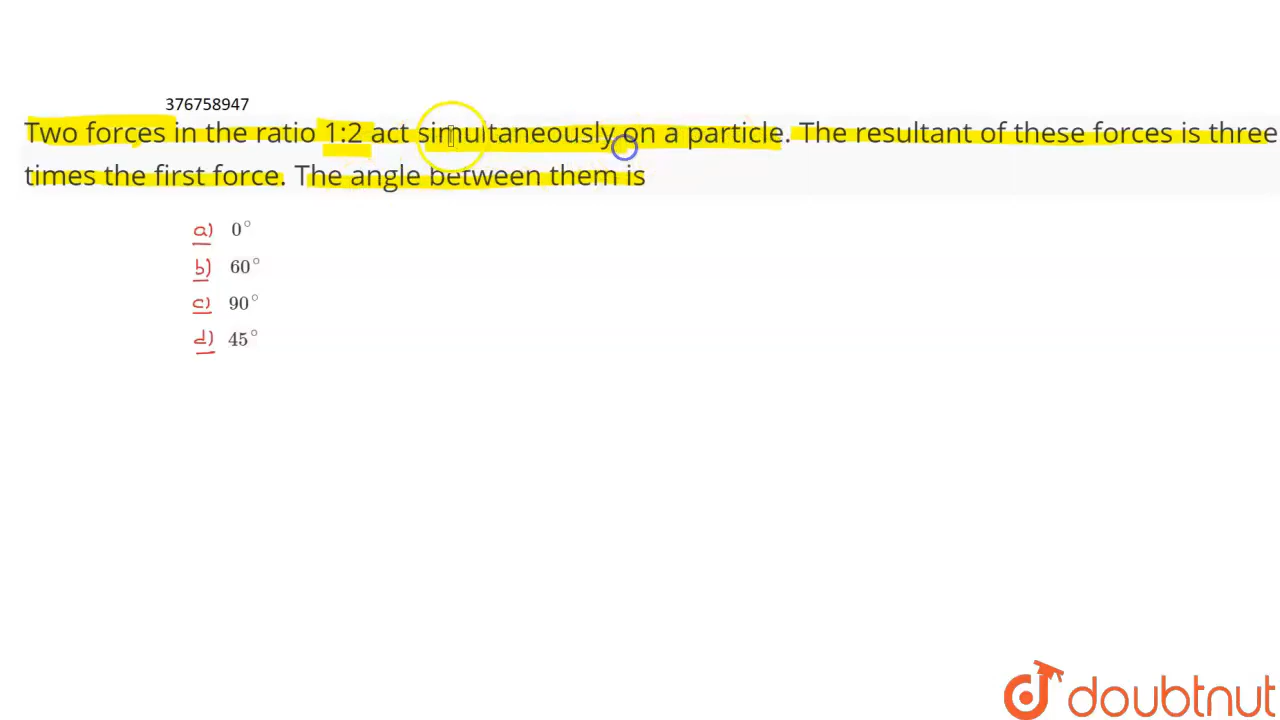 376758947
Two forces in the ratio 1:2 act simultaneously on a particle. The resultant of these forces is three
times the first force. The angle between them is
a) 0°
b) 60°
c) 90°
d) 45°
doubtnut